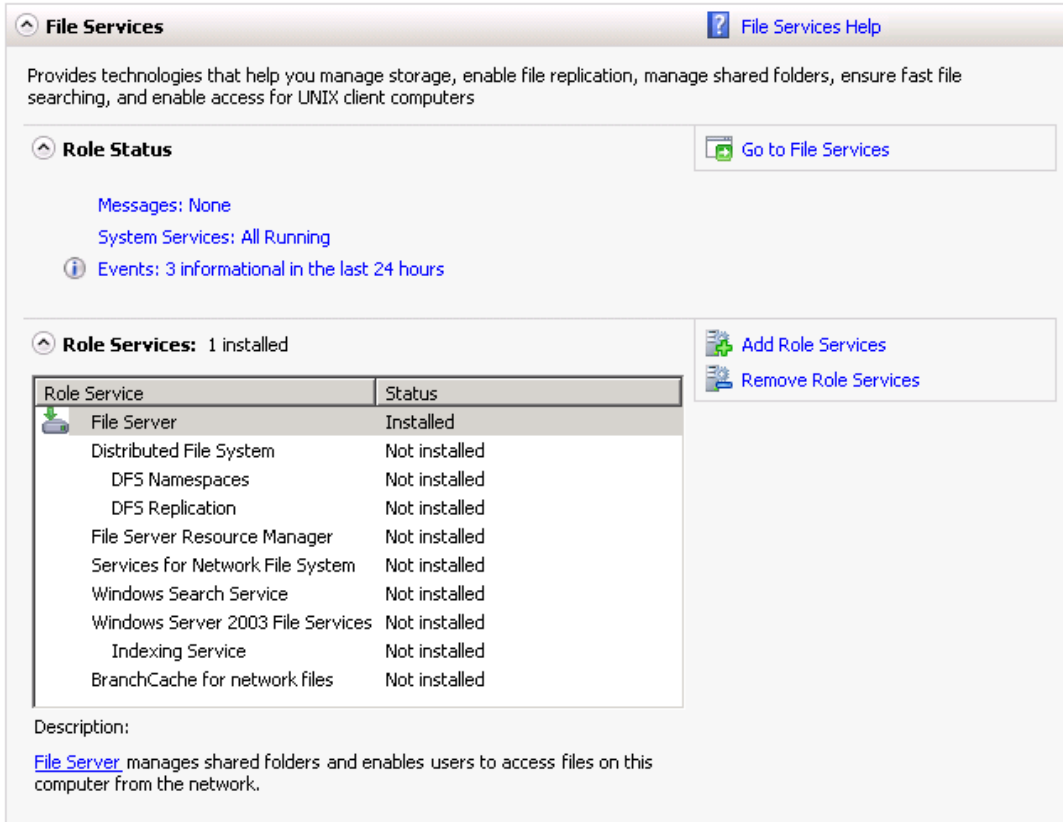 File Services
File Services Help
Provides technologies that help you manage storage, enable file replication, manage shared folders, ensure fast file
searching, and enable access for UNIX client computers
Role Status
Go to File Services
Messages: None
System Services: All Running
Events: 3 informational in the last 24 hours
Role Services: 1 installed
Add Role Services
Remove Role Services
Role Service Status
File Server Installed
Distributed File System Not installed
DFS Namespaces Not installed
DFS Replication Not installed
File Server Resource Manager Not installed
Services for Network File System Not installed
Windows Search Service Not installed
Windows Server 2003 File Services Not installed
Indexing Service Not installed
BranchCache for network files Not installed
Description:
File Server manages shared folders and enables users to access files on this
computer from the network.